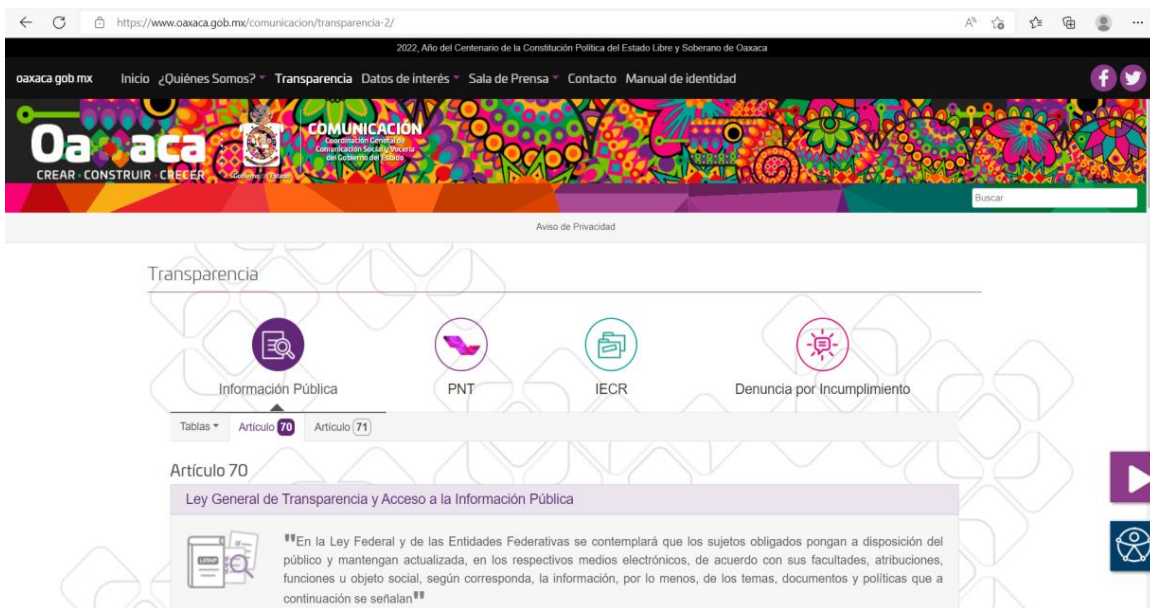 https://www.oaxaca.gob.mx/comunicacion/transparencia-2/
2022, Año del Centenario de la Constitución Política del Estado Libre y Soberano de Oaxaca
oaxaca gob mx Inicio ¿Quiénes Somos? Transparencia Datos de interés Sala de Prensa Contacto Manual de identidad
Oaxaca
CREAR · CONSTRUIR · CRECER
Gobierno del Estado
COMUNICACIÓN
Coordinación General de
Comunicación Social y Vocería
del Gobierno del Estado
Buscar
Aviso de Privacidad
Transparencia
Información Pública PNT IECR Denuncia por Incumplimiento
Tablas Artículo 70 Artículo 71
Artículo 70
Ley General de Transparencia y Acceso a la Información Pública
"En la Ley Federal y de las Entidades Federativas se contemplará que los sujetos obligados pongan a disposición del
público y mantengan actualizada, en los respectivos medios electrónicos, de acuerdo con sus facultades, atribuciones,
funciones u objeto social, según corresponda, la información, por lo menos, de los temas, documentos y políticas que a
continuación se señalan"